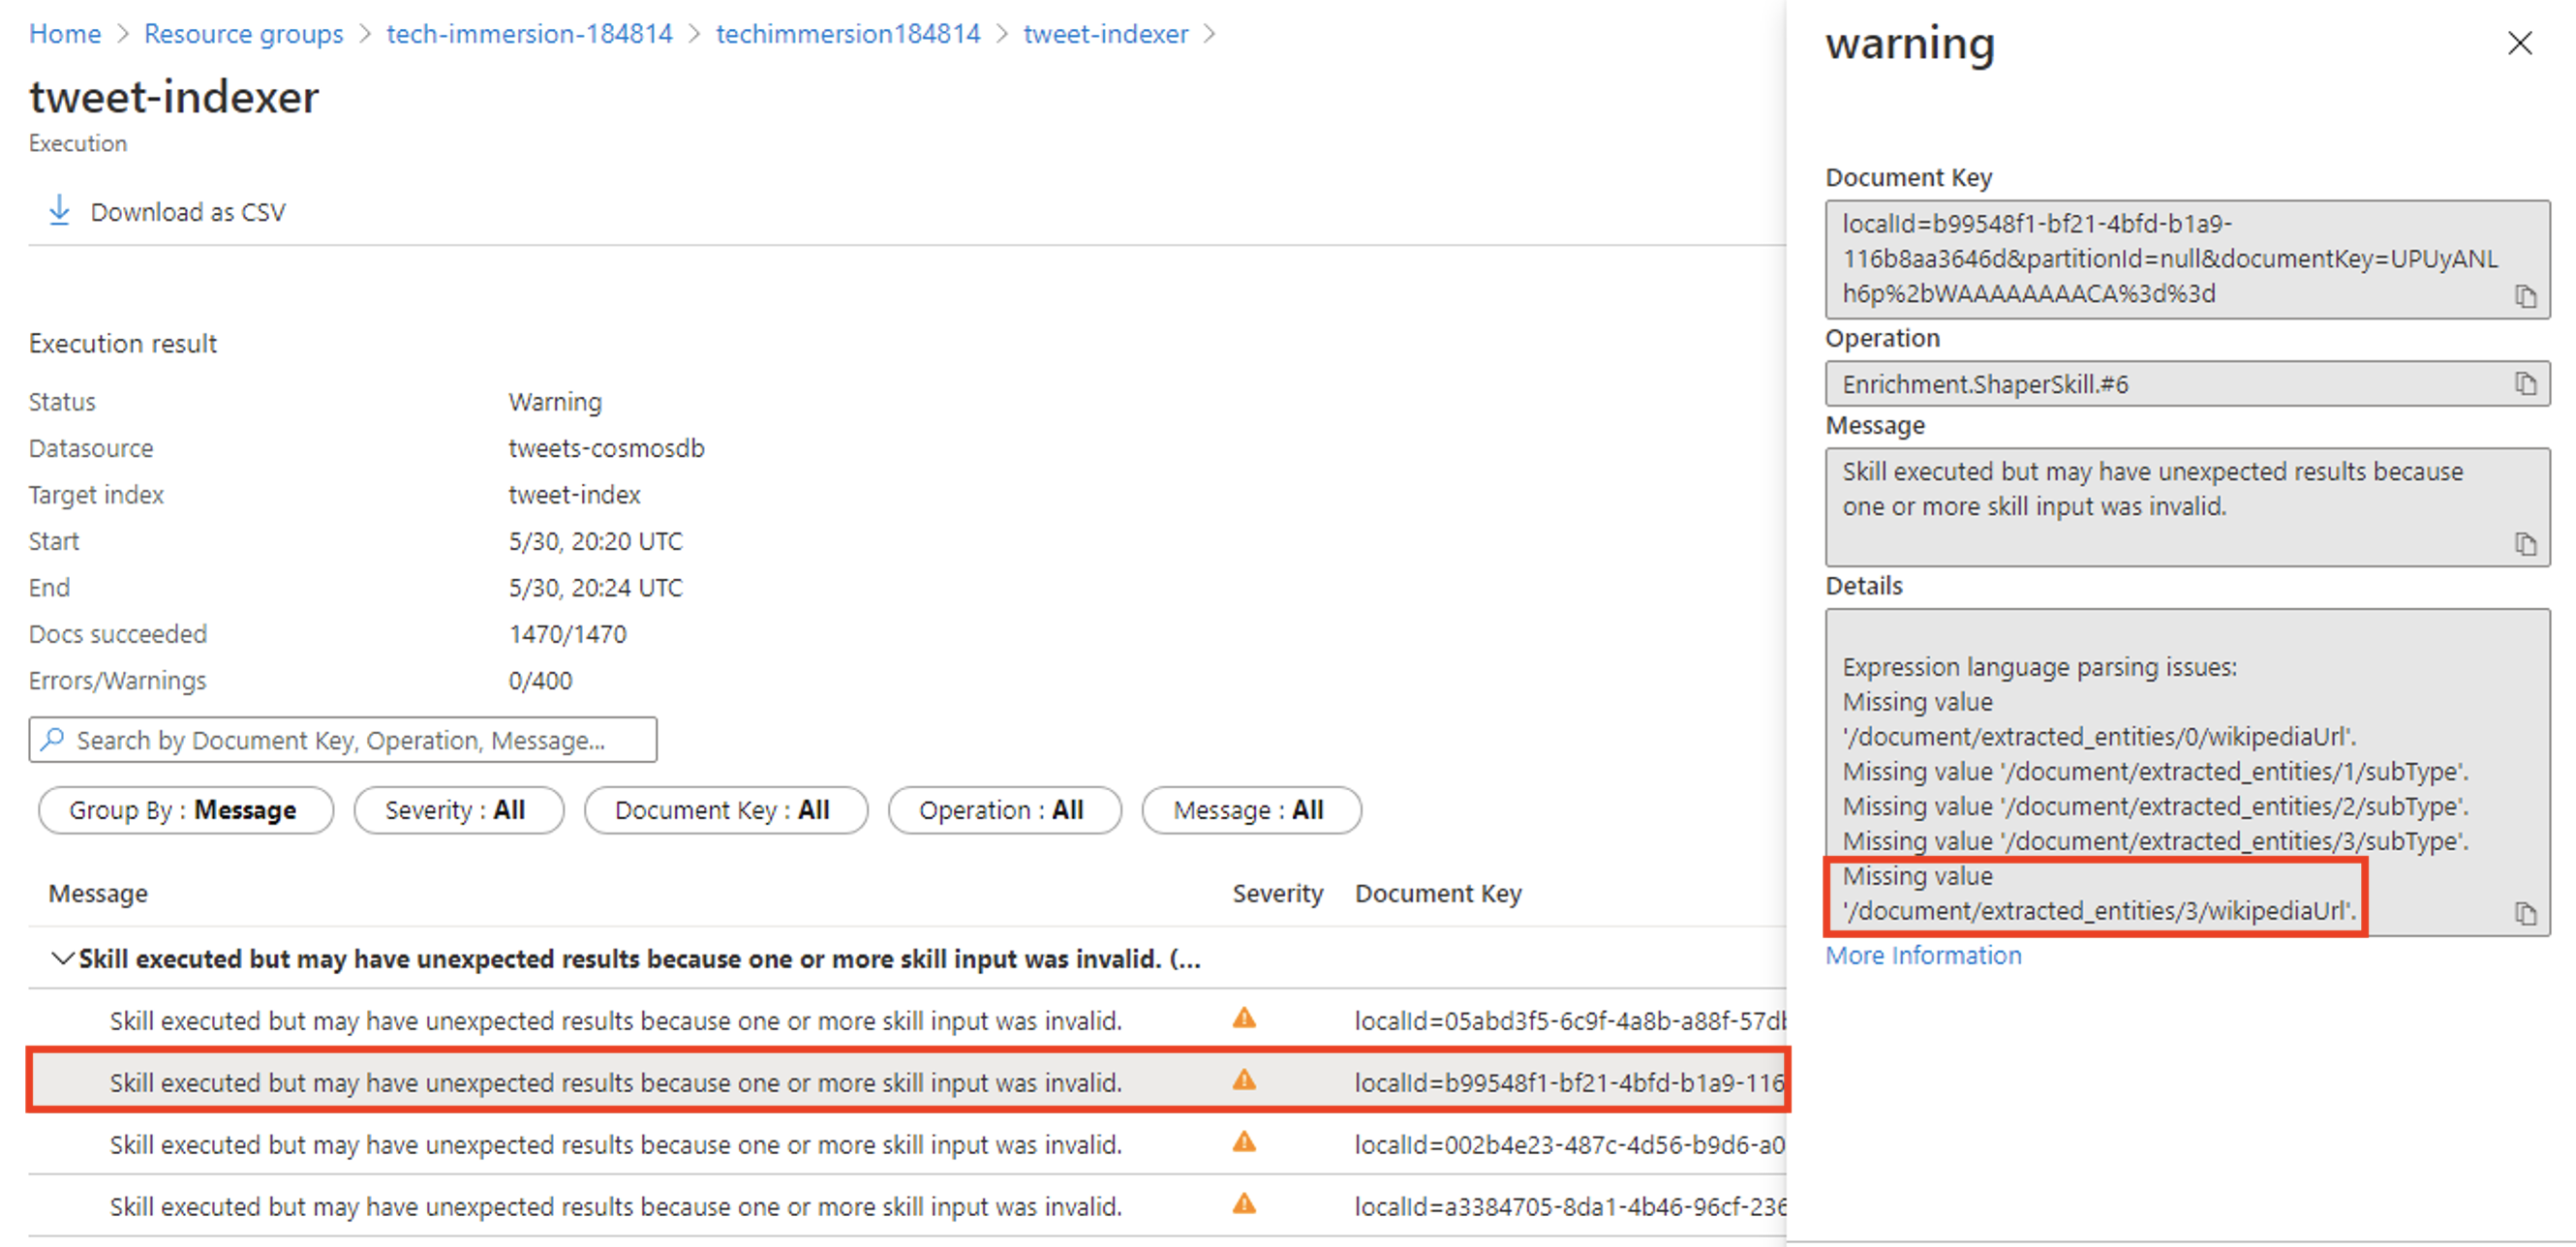 Home > Resource groups > tech-immersion-184814 > techimmersion184814 > tweet-indexer >
tweet-indexer
Execution
Download as CSV
Execution result
Status Warning
Datasource tweets-cosmosdb
Target index tweet-index
Start 5/30, 20:20 UTC
End 5/30, 20:24 UTC
Docs succeeded 1470/1470
Errors/Warnings 0/400
Search by Document Key, Operation, Message...
Group By : Message Severity : All Document Key : All Operation : All Message : All
Message Severity Document Key
Skill executed but may have unexpected results because one or more skill input was invalid. (...
Skill executed but may have unexpected results because one or more skill input was invalid. localId=05abd3f5-6c9f-4a8b-a88f-57db
Skill executed but may have unexpected results because one or more skill input was invalid. localId=b99548f1-bf21-4bfd-b1a9-116
Skill executed but may have unexpected results because one or more skill input was invalid. localId=002b4e23-487c-4d56-b9d6-a0
Skill executed but may have unexpected results because one or more skill input was invalid. localId=a3384705-8da1-4b46-96cf-236
warning
Document Key
localId=b99548f1-bf21-4bfd-b1a9-
116b8aa3646d&partitionId=null&documentKey=UPUyANL
h6p%2bWAAAAAAAACA%3d%3d
Operation
Enrichment.ShaperSkill.#6
Message
Skill executed but may have unexpected results because
one or more skill input was invalid.
Details
Expression language parsing issues:
Missing value
'/document/extracted_entities/0/wikipediaUrl'.
Missing value '/document/extracted_entities/1/subType'.
Missing value '/document/extracted_entities/2/subType'.
Missing value '/document/extracted_entities/3/subType'.
Missing value
'/document/extracted_entities/3/wikipediaUrl'.
More Information